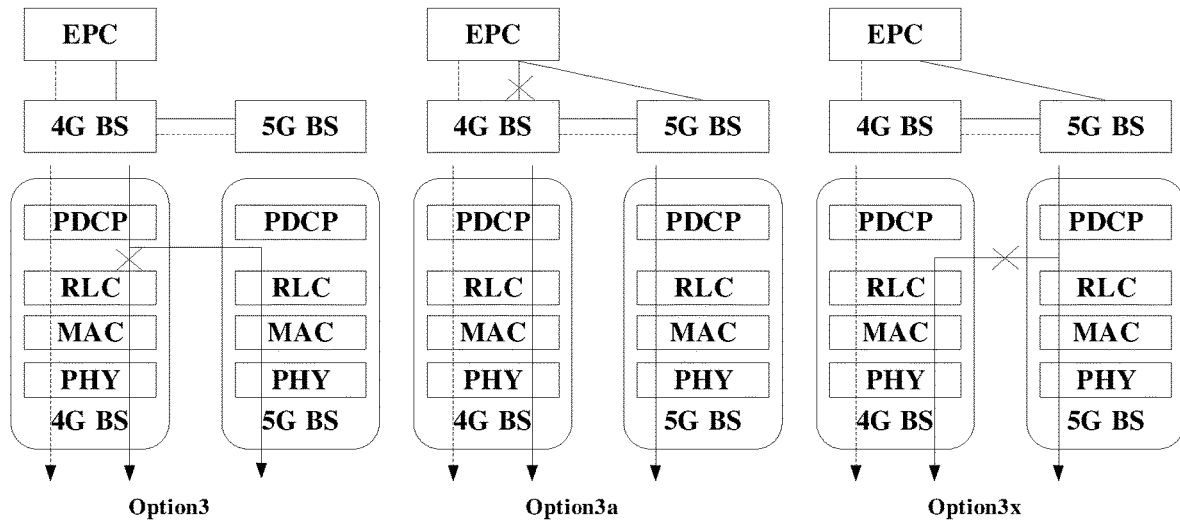 EPC
4G BS
5G BS
PDCP
PDCP
RLC
RLC
MAC
MAC
PHY
PHY
4G BS
5G BS
Option3
EPC
4G BS
5G BS
PDCP
PDCP
RLC
RLC
MAC
MAC
PHY
PHY
4G BS
5G BS
Option3a
EPC
4G BS
5G BS
PDCP
PDCP
RLC
RLC
MAC
MAC
PHY
PHY
4G BS
5G BS
Option3x